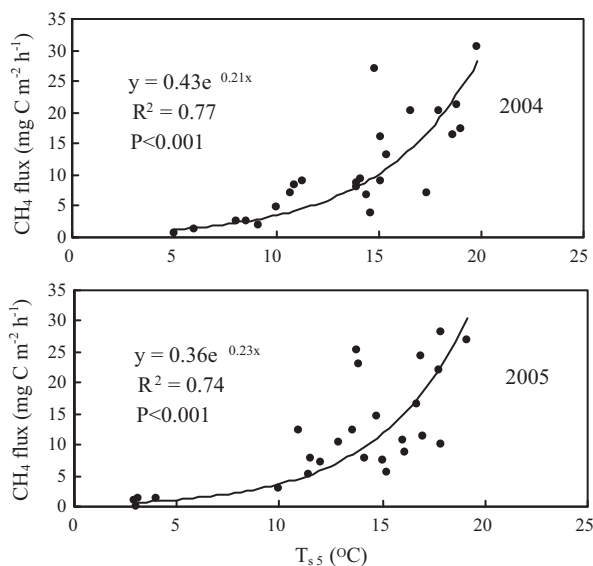 35
30
25
20
15
10
5
0
CH₄ flux (mg C m⁻² h⁻¹)
y = 0.43e ^0.21x
R² = 0.77
P<0.001
2004
0 5 10 15 20 25
35
30
25
20
15
10
5
0
CH₄ flux (mg C m⁻² h⁻¹)
y = 0.36e ^0.23x
R² = 0.74
P<0.001
2005
0 5 10 15 20 25
Tₛ ₅ (ᴼC)